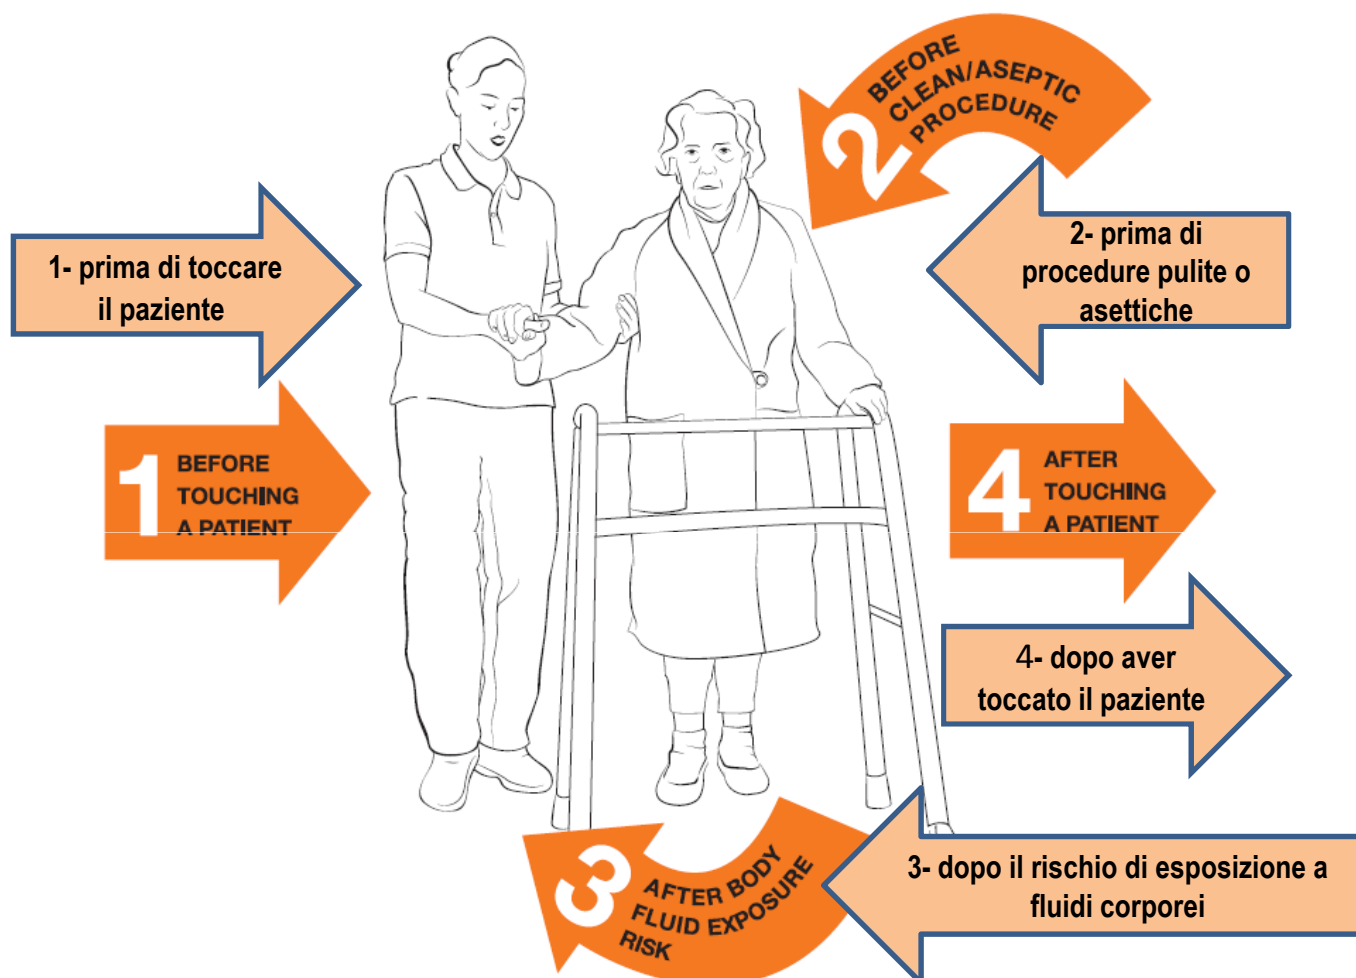 2
BEFORE
CLEAN/ASEPTIC
PROCEDURE
1- prima di toccare
il paziente
2- prima di
procedure pulite o
asettiche
1
BEFORE
TOUCHING
A PATIENT
4
AFTER
TOUCHING
A PATIENT
4- dopo aver
toccato il paziente
3
AFTER BODY
FLUID EXPOSURE
RISK
3- dopo il rischio di esposizione a
fluidi corporei